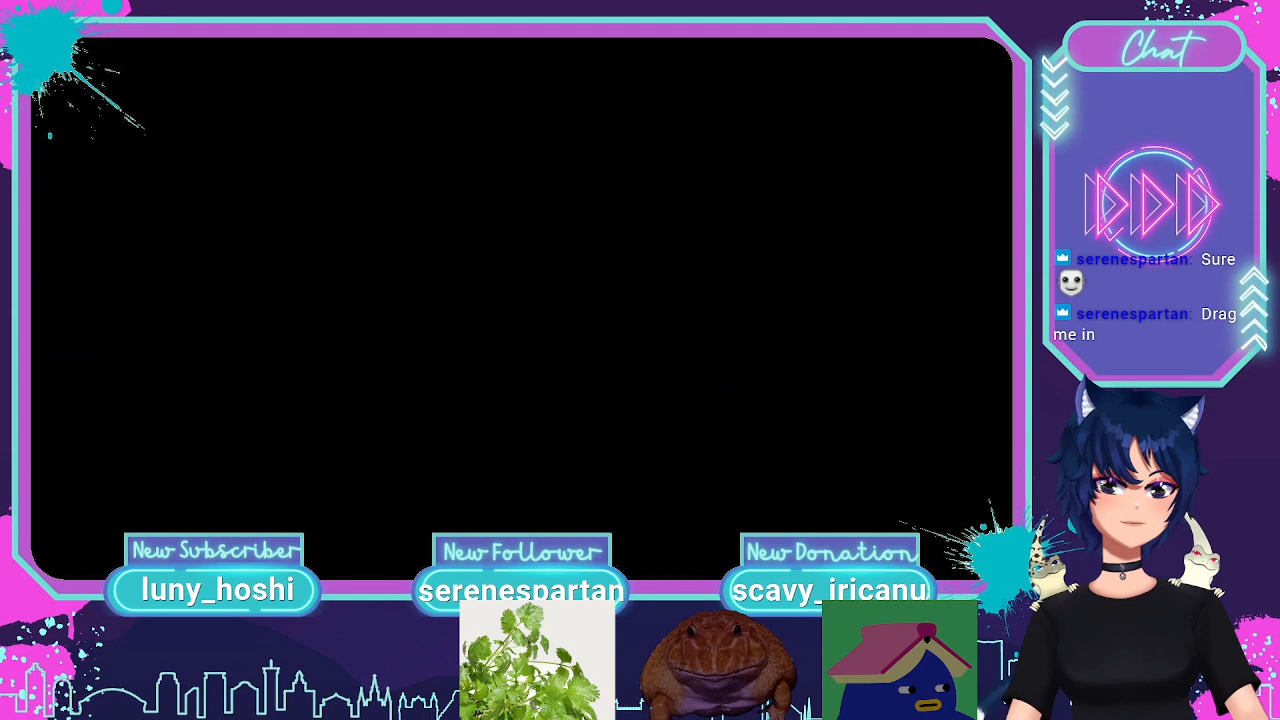 Chat
serenespartan: Sure
serenespartan: Drag
me in
New Subscriber
luny_hoshi
New Follower
serenespartan
New Donation
scavy_iricanu